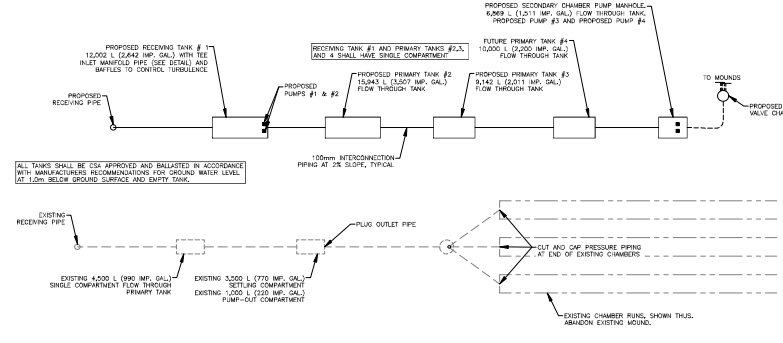 PROPOSED SECONDARY CHAMBER PUMP MANHOLE.
6,869 L (1,511 IMP. GAL.) FLOW THROUGH TANK.
PROPOSED PUMP #3 AND PROPOSED PUMP #4
PROPOSED RECEIVING TANK # 1
12,002 L (2,642 IMP. GAL.) WITH TEE
INLET MANIFOLD PIPE (SEE DETAIL) AND
BAFFLES TO CONTROL TURBULENCE
RECEIVING TANK #1 AND PRIMARY TANKS #2,3,
AND 4 SHALL HAVE SINGLE COMPARTMENT
FUTURE PRIMARY TANK #4
10,000 L (2,200 IMP. GAL.)
FLOW THROUGH TANK
PROPOSED PRIMARY TANK #2
15,943 L (3,507 IMP. GAL.)
FLOW THROUGH TANK
PROPOSED PRIMARY TANK #3
9,142 L (2,011 IMP. GAL.)
FLOW THROUGH TANK
TO MOUNDS
PROPOSED
PUMPS #1 & #2
PROPOSED
RECEIVING PIPE
PROPOSED
VALVE CHA
100mm INTERCONNECTION
PIPING AT 2% SLOPE, TYPICAL
ALL TANKS SHALL BE CSA APPROVED AND BALLASTED IN ACCORDANCE
WITH MANUFACTURERS RECOMMENDATIONS FOR GROUND WATER LEVEL
AT 1.0m BELOW GROUND SURFACE AND EMPTY TANK.
EXISTING
RECEIVING PIPE
PLUG OUTLET PIPE
CUT AND CAP PRESSURE PIPING
AT END OF EXISTING CHAMBERS
EXISTING 4,500 L (990 IMP. GAL.)
SINGLE COMPARTMENT FLOW THROUGH
PRIMARY TANK
EXISTING 3,500 L (770 IMP. GAL.)
SETTLING COMPARTMENT
EXISTING 1,000 L (220 IMP. GAL.)
PUMP-OUT COMPARTMENT
EXISTING CHAMBER RUNS, SHOWN THUS.
ABANDON EXISTING MOUND.